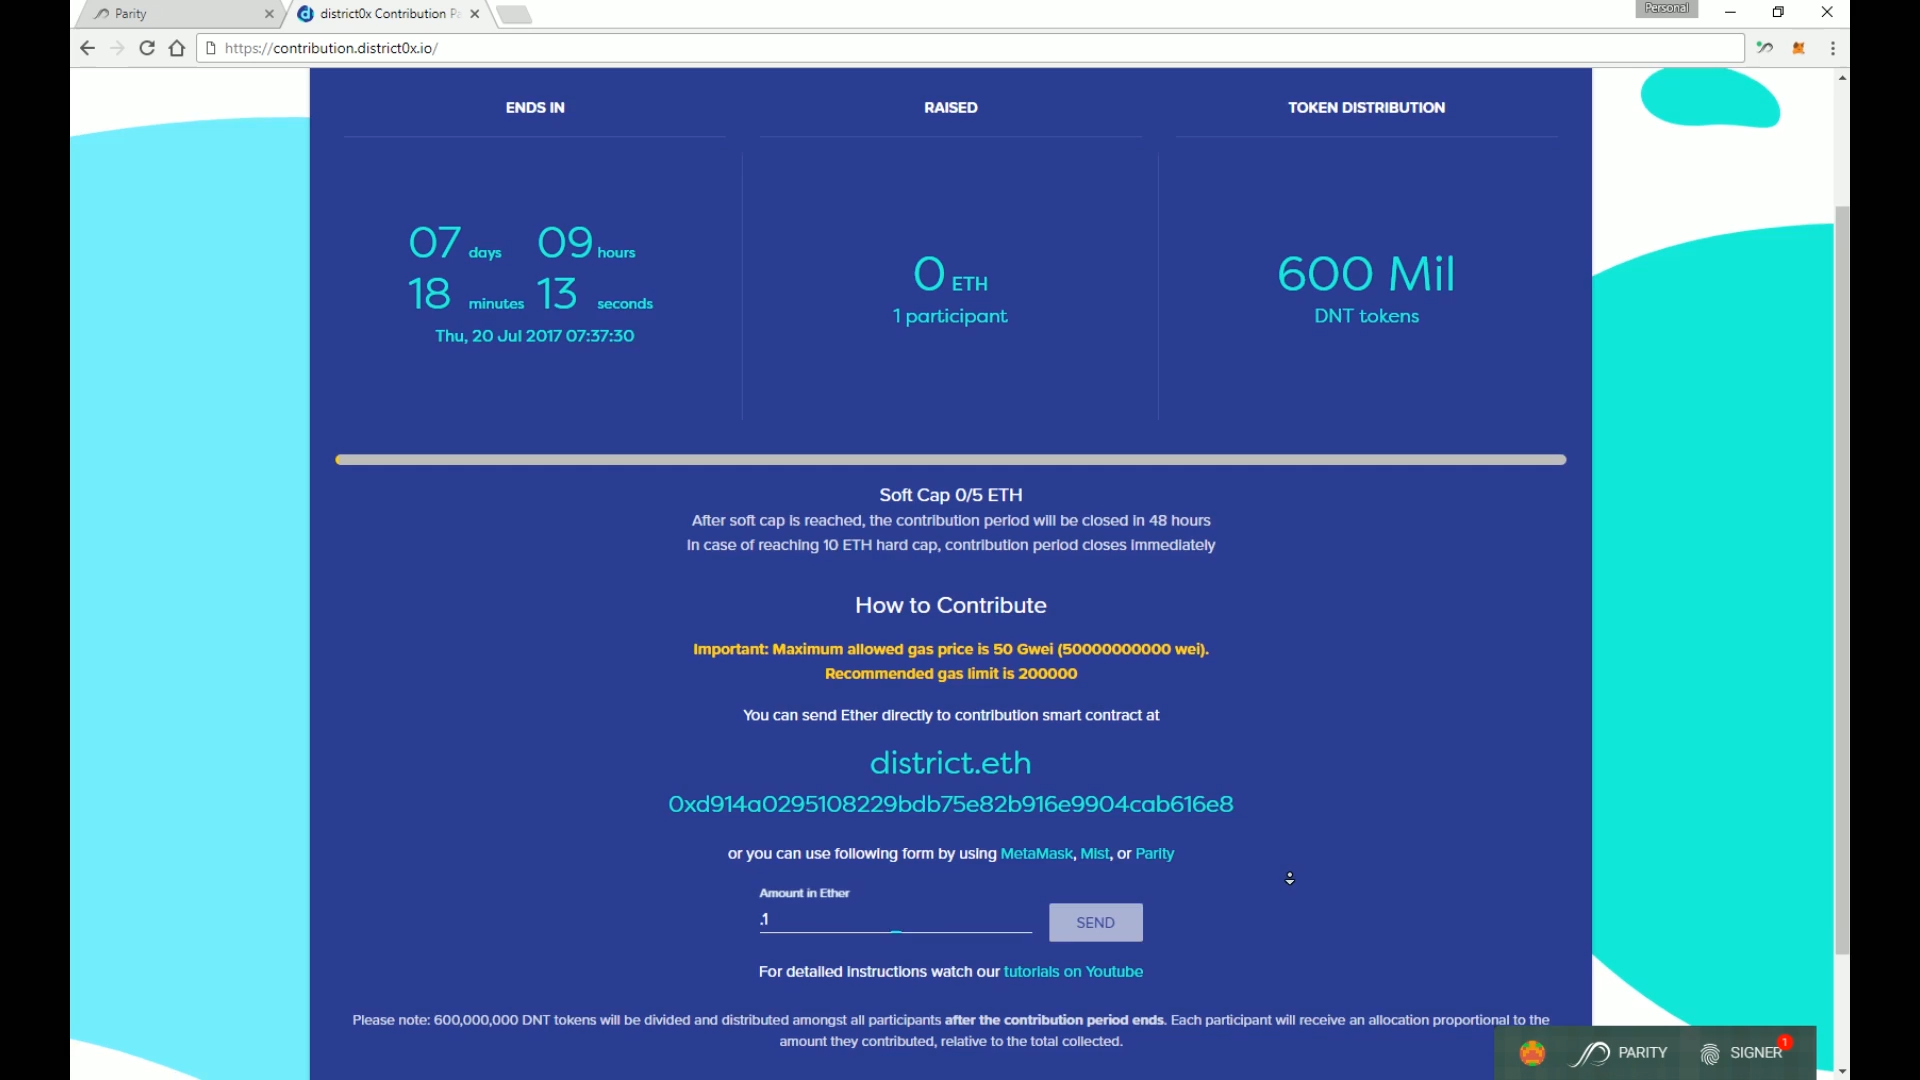 Parity
district0x Contribution Pa
Personal
https://contribution.district0x.io/
ENDS IN
RAISED
TOKEN DISTRIBUTION
07 days 09 hours
18 minutes 13 seconds
Thu, 20 Jul 2017 07:37:30
0 ETH
1 participant
600 Mil
DNT tokens
Soft Cap 0/5 ETH
After soft cap is reached, the contribution period will be closed in 48 hours
In case of reaching 10 ETH hard cap, contribution period closes immediately
How to Contribute
Important: Maximum allowed gas price is 50 Gwei (50000000000 wei).
Recommended gas limit is 200000
You can send Ether directly to contribution smart contract at
district.eth
0xd914a0295108229bdb75e82b916e9904cab616e8
or you can use following form by using MetaMask, Mist, or Parity
Amount in Ether
.1
SEND
For detailed instructions watch our tutorials on Youtube
Please note: 600,000,000 DNT tokens will be divided and distributed amongst all participants after the contribution period ends. Each participant will receive an allocation proportional to the
amount they contributed, relative to the total collected.
PARITY
SIGNER
1